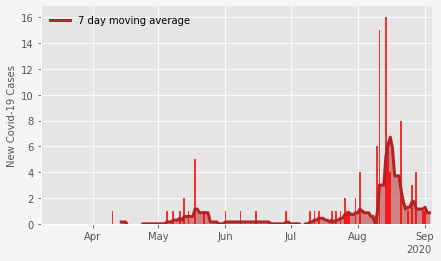 7 day moving average
New Covid-19 Cases
16
14
12
10
8
6
4
2
0
Apr
May
Jun
Jul
Aug
Sep
2020